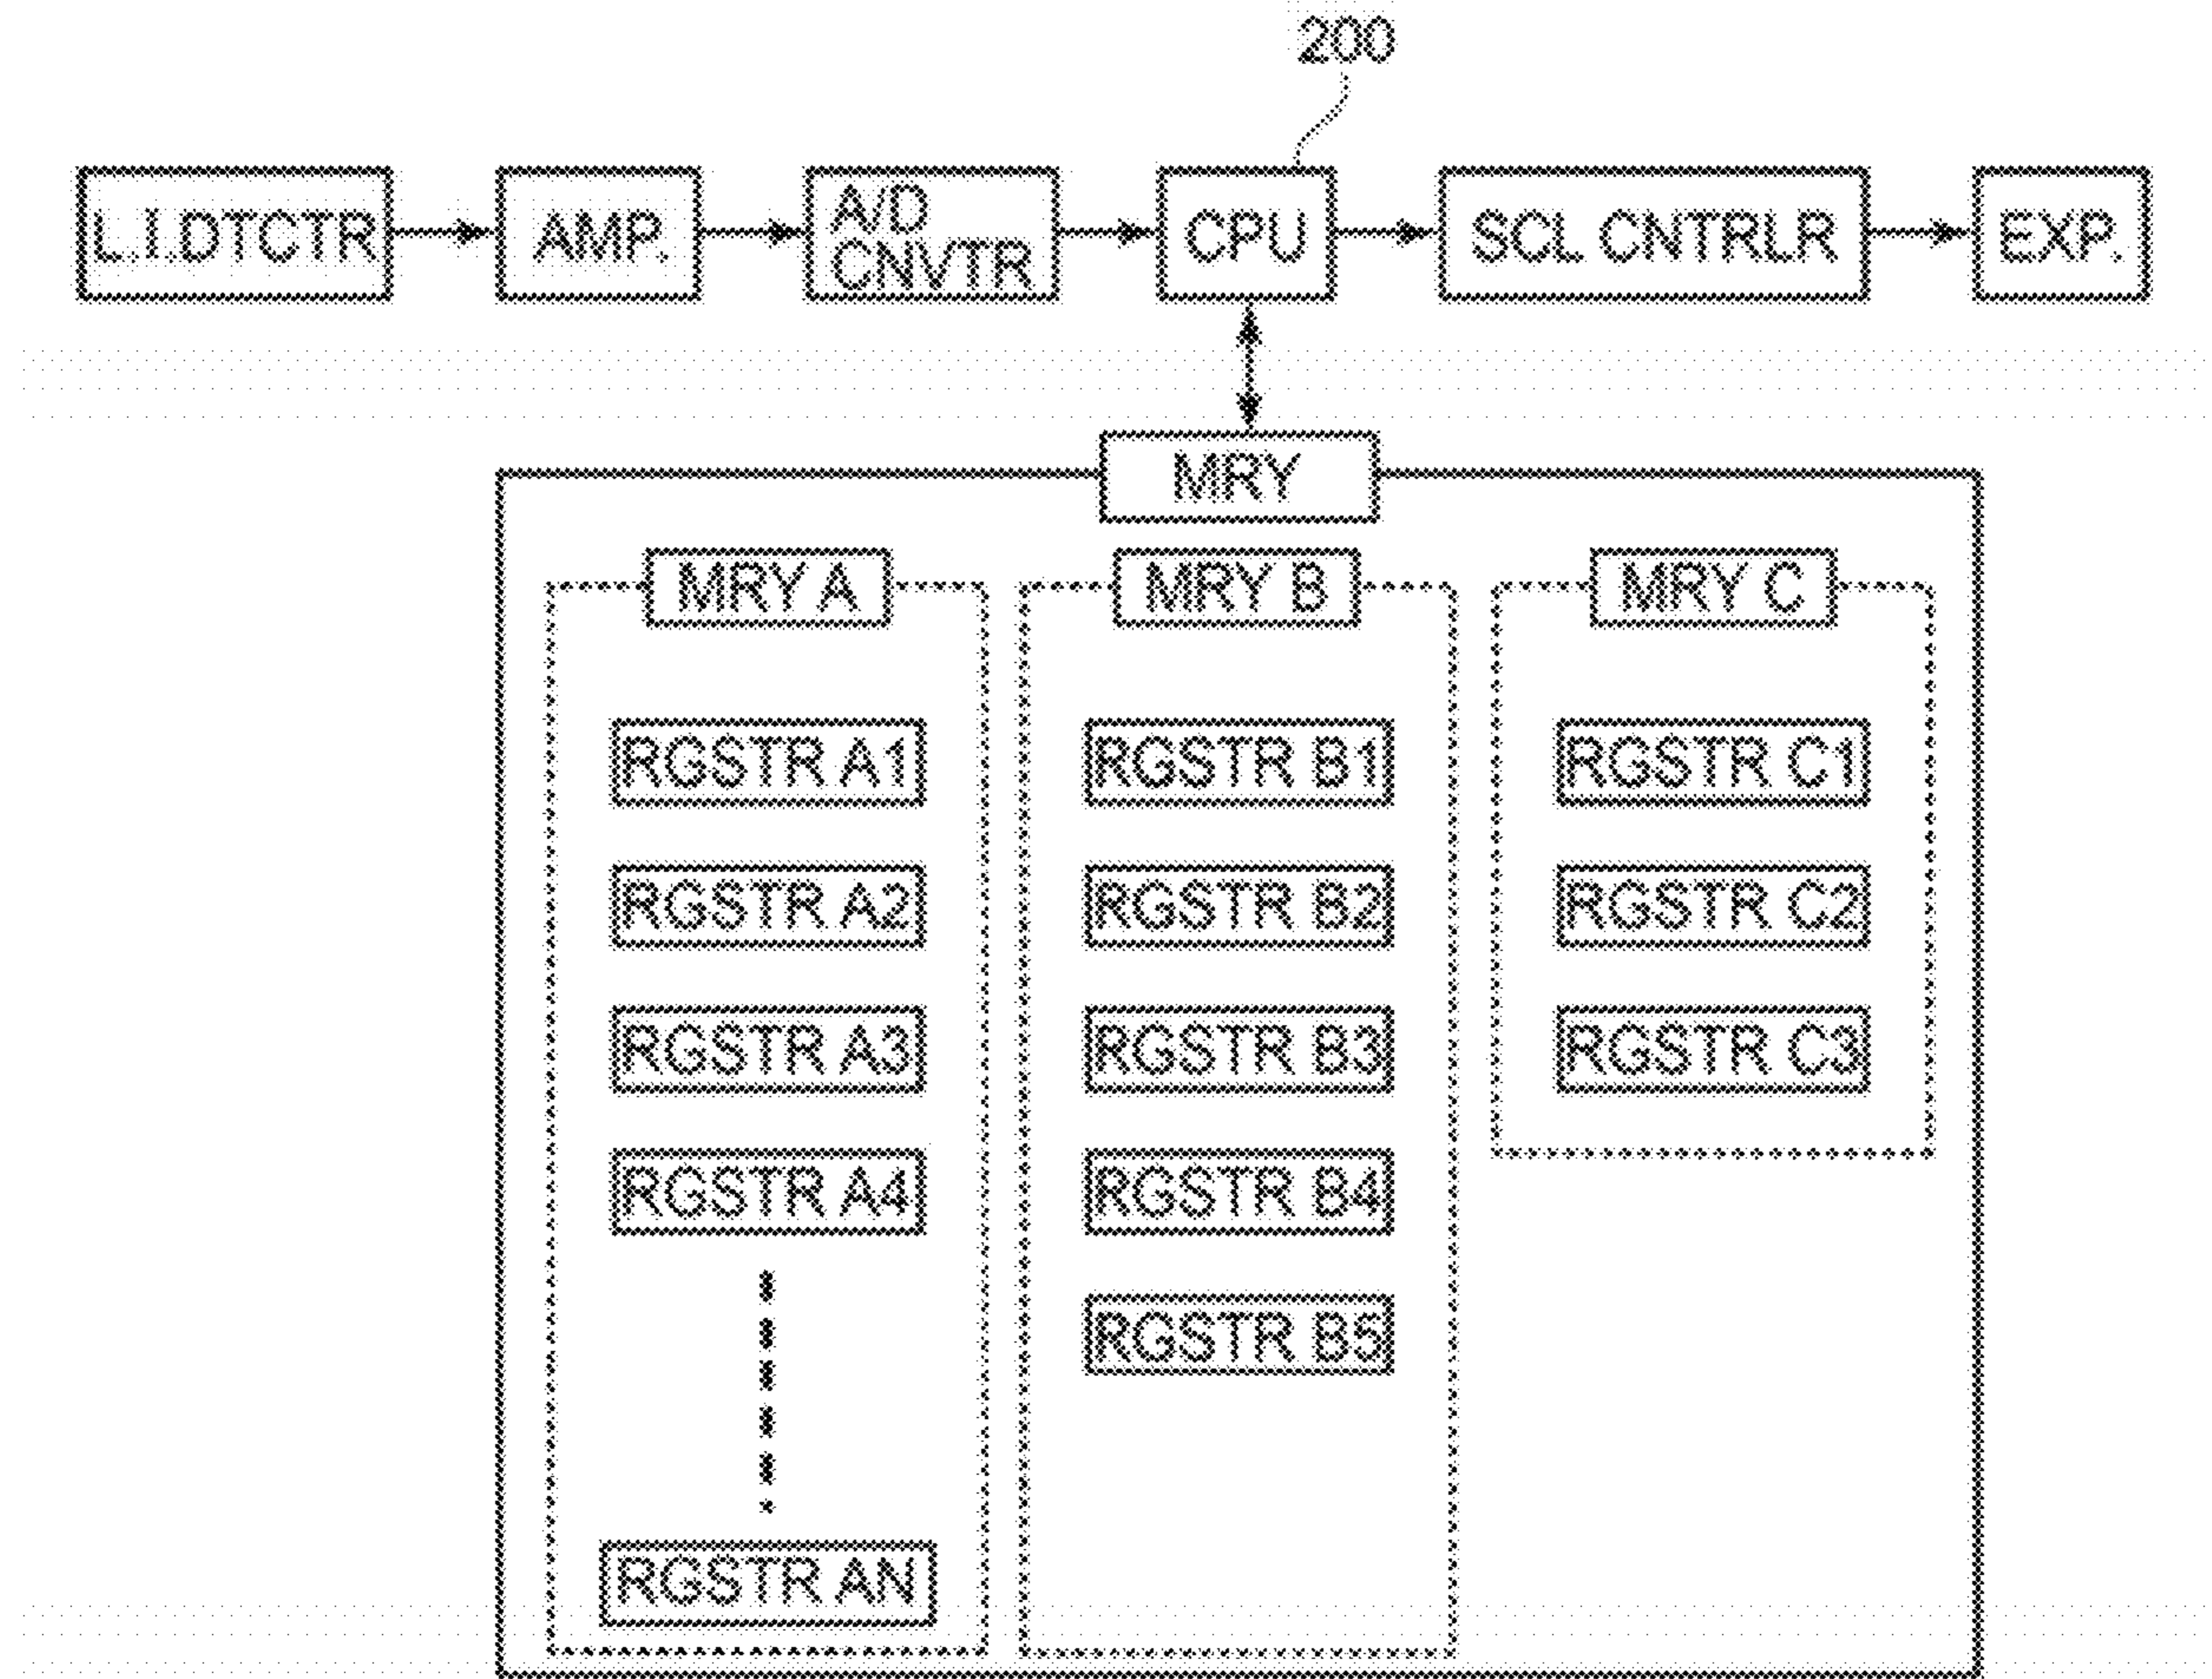 200
L.I.DTCTR
AMP.
A/D
CNVTR
CPU
SCL CNTRLR
EXP.
MRY
MRY A
MRY B
MRY C
RGSTR A1
RGSTR B1
RGSTR C1
RGSTR A2
RGSTR B2
RGSTR C2
RGSTR A3
RGSTR B3
RGSTR C3
RGSTR A4
RGSTR B4
RGSTR B5
RGSTR AN